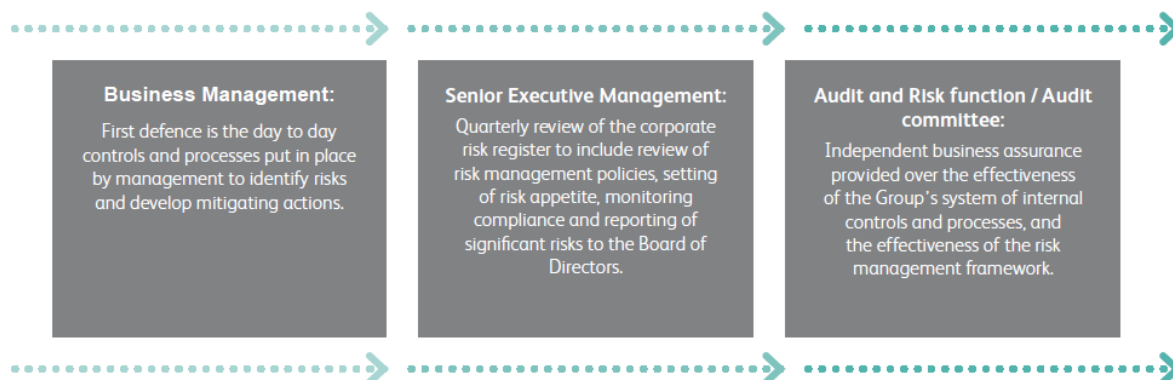 Business Management:
First defence is the day to day
controls and processes put in place
by management to identify risks
and develop mitigating actions.
Senior Executive Management:
Quarterly review of the corporate
risk register to include review of
risk management policies, setting
of risk appetite, monitoring
compliance and reporting of
significant risks to the Board of
Directors.
Audit and Risk function / Audit
committee:
Independent business assurance
provided over the effectiveness
of the Group's system of internal
controls and processes, and
the effectiveness of the risk
management framework.